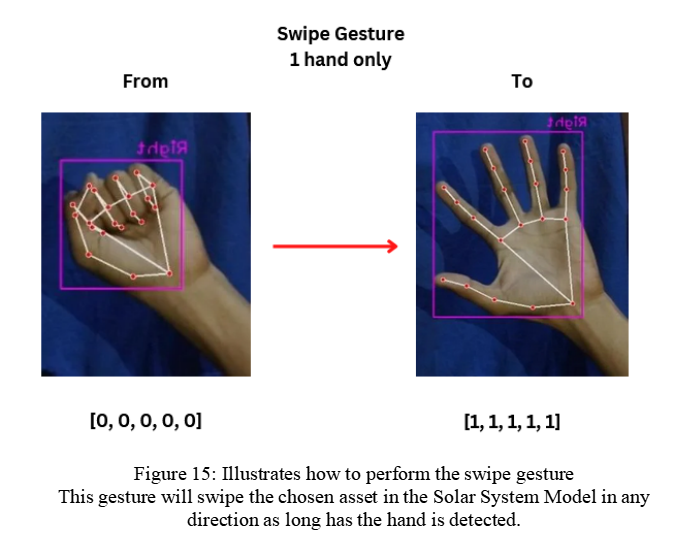 Swipe Gesture
1 hand only
From
To
Right
Right
[0, 0, 0, 0, 0]
[1, 1, 1, 1, 1]
Figure 15: Illustrates how to perform the swipe gesture
This gesture will swipe the chosen asset in the Solar System Model in any
direction as long has the hand is detected.